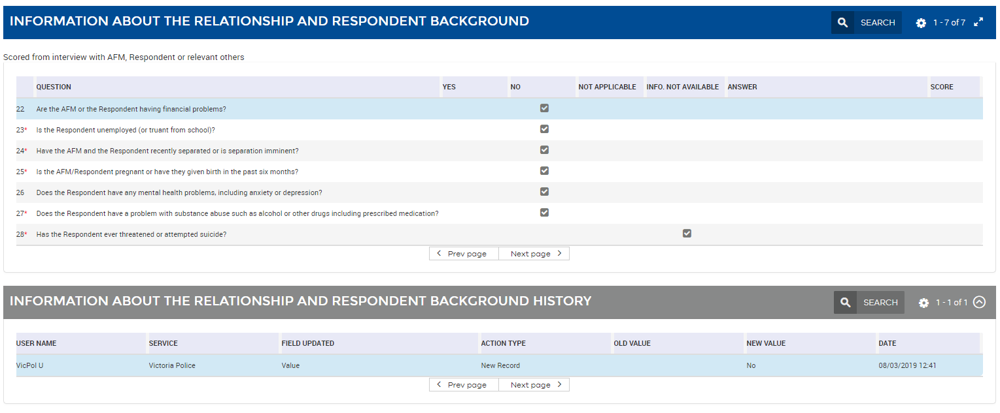 INFORMATION ABOUT THE RELATIONSHIP AND RESPONDENT BACKGROUND SEARCH 1 - 7 of 7
Scored from interview with AFM, Respondent or relevant others
QUESTION YES NO NOT APPLICABLE INFO. NOT AVAILABLE ANSWER SCORE
22 Are the AFM or the Respondent having financial problems?
23* Is the Respondent unemployed (or truant from school)?
24* Have the AFM and the Respondent recently separated or is separation imminent?
25* Is the AFM/Respondent pregnant or have they given birth in the past six months?
26 Does the Respondent have any mental health problems, including anxiety or depression?
27* Does the Respondent have a problem with substance abuse such as alcohol or other drugs including prescribed medication?
28* Has the Respondent ever threatened or attempted suicide?
Prev page Next page
INFORMATION ABOUT THE RELATIONSHIP AND RESPONDENT BACKGROUND HISTORY SEARCH 1 - 1 of 1
USER NAME SERVICE FIELD UPDATED ACTION TYPE OLD VALUE NEW VALUE DATE
VicPol U Victoria Police Value New Record No 08/03/2019 12:41
Prev page Next page